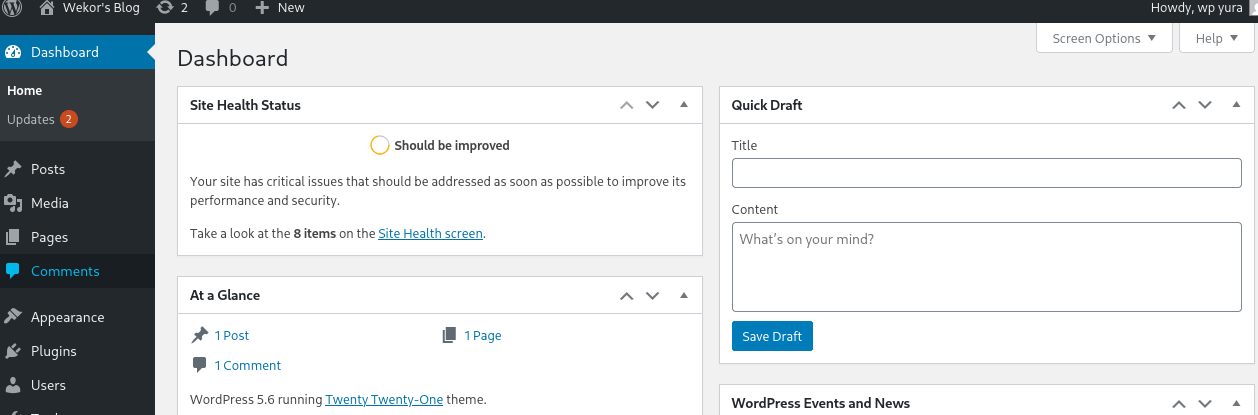 Wekor's Blog 2 0 New Howdy, wp yura
Screen Options Help
Dashboard
Home
Updates 2
Posts
Media
Pages
Comments
Appearance
Plugins
Users
Dashboard
Site Health Status
Should be improved
Your site has critical issues that should be addressed as soon as possible to improve its
performance and security.
Take a look at the 8 items on the Site Health screen.
At a Glance
1 Post 1 Page
1 Comment
WordPress 5.6 running Twenty Twenty-One theme.
Quick Draft
Title
Content
What's on your mind?
Save Draft
WordPress Events and News